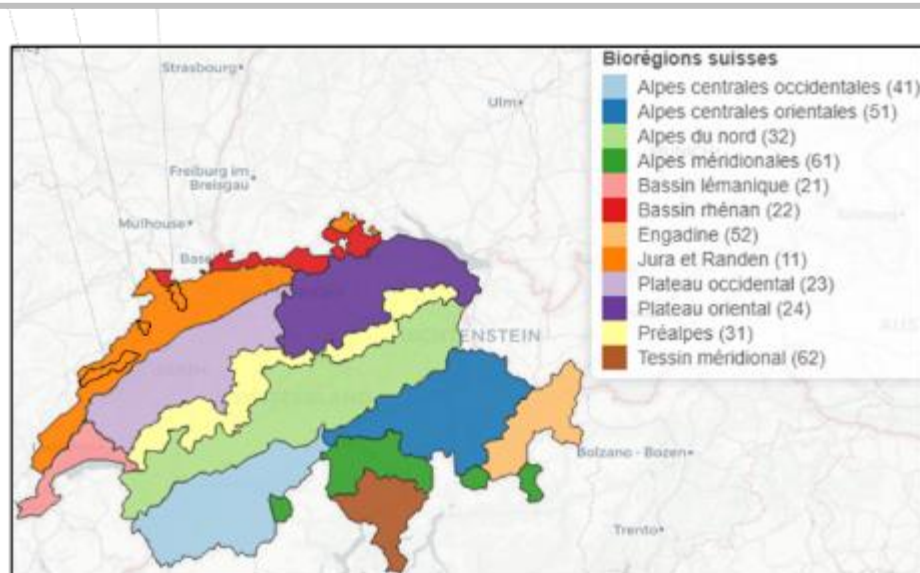 Strasbourg
Ulm
Freiburg im
Breisgau
Mulhouse
Base
CHTENSTEIN
Bolzano - Bozen
Trento
Biorégions suisses
Alpes centrales occidentales (41)
Alpes centrales orientales (51)
Alpes du nord (32)
Alpes méridionales (61)
Bassin lémanique (21)
Bassin rhénan (22)
Engadine (52)
Jura et Randen (11)
Plateau occidental (23)
Plateau oriental (24)
Préalpes (31)
Tessin méridional (62)